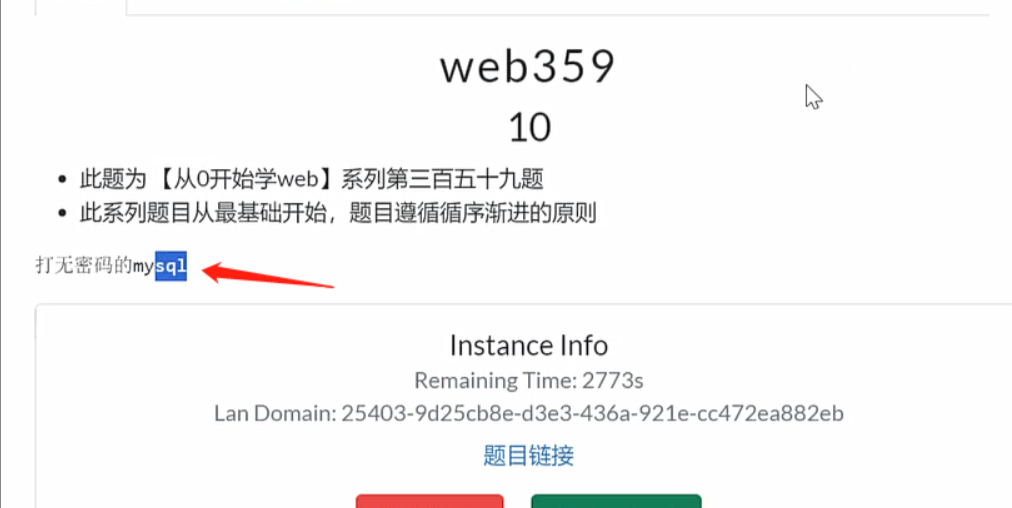 web359
10
此题为 【从0开始学web】系列第三百五十九题
此系列题目从最基础开始，题目遵循循序渐进的原则
打无密码的mysql
Instance Info
Remaining Time: 2773s
Lan Domain: 25403-9d25cb8e-d3e3-436a-921e-cc472ea882eb
题目链接